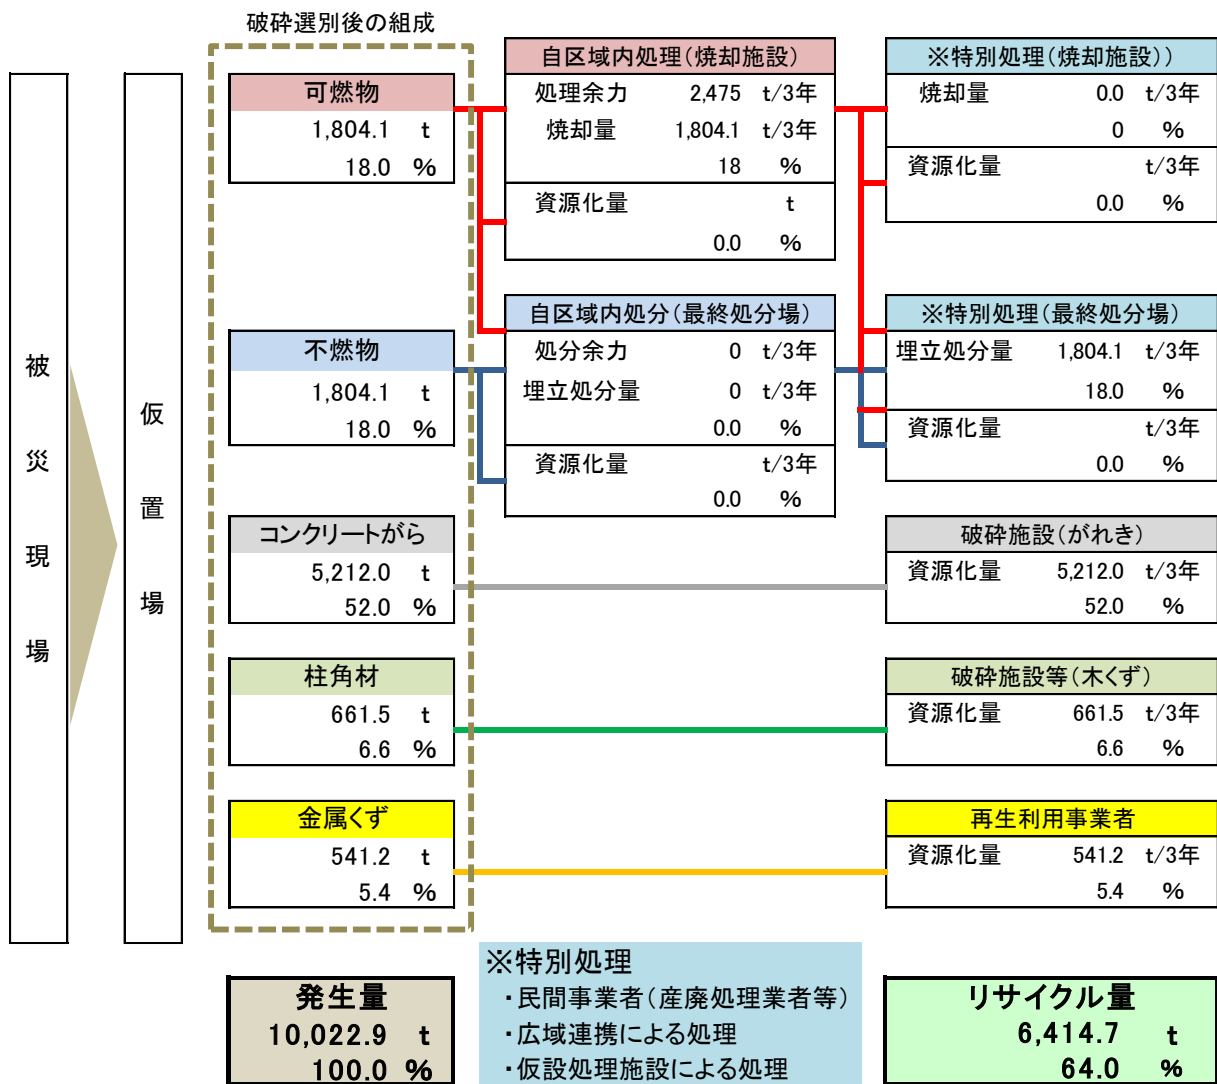 破砕選別後の組成
被災現場
仮置場
可燃物
1,804.1 t
18.0 %
不燃物
1,804.1 t
18.0 %
コンクリートがら
5,212.0 t
52.0 %
柱角材
661.5 t
6.6 %
金属くず
541.2 t
5.4 %
発生量
10,022.9 t
100.0 %
自区域内処理(焼却施設)
処理余力 2,475 t/3年
焼却量 1,804.1 t/3年
18 %
資源化量 t
0.0 %
自区域内処分(最終処分場)
処分余力 0 t/3年
埋立処分量 0 t/3年
0.0 %
資源化量 t/3年
0.0 %
※特別処理
・民間事業者(産廃処理業者等)
・広域連携による処理
・仮設処理施設による処理
※特別処理(焼却施設))
焼却量 0.0 t/3年
0 %
資源化量 t/3年
0.0 %
※特別処理(最終処分場)
埋立処分量 1,804.1 t/3年
18.0 %
資源化量 t/3年
0.0 %
破砕施設(がれき)
資源化量 5,212.0 t/3年
52.0 %
破砕施設等(木くず)
資源化量 661.5 t/3年
6.6 %
再生利用事業者
資源化量 541.2 t/3年
5.4 %
リサイクル量
6,414.7 t
64.0 %